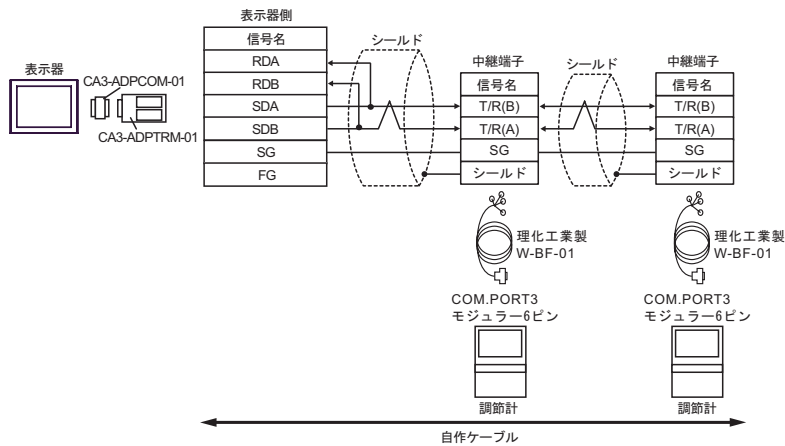 表示器
CA3-ADPCOM-01
CA3-ADPTRM-01
表示器側
信号名
RDA
RDB
SDA
SDB
SG
FG
シールド
中継端子
信号名
T/R(B)
T/R(A)
SG
シールド
シールド
中継端子
信号名
T/R(B)
T/R(A)
SG
シールド
理化工業製
W-BF-01
COM.PORT3
モジュラー6ピン
調節計
理化工業製
W-BF-01
COM.PORT3
モジュラー6ピン
調節計
自作ケーブル